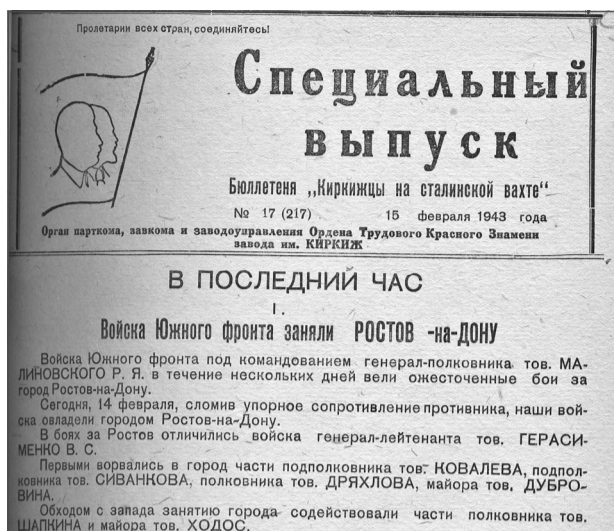 Пролетарии всех стран, соединяйтесь!
Специальный
выпуск
Бюллетеня „Киркижцы на сталинской вахте“
№ 17 (217) 15 февраля 1943 года
Орган парткома, завкома и заводоуправления Ордена Трудового Красного Знамени
завода им. КИРКИЖ
В ПОСЛЕДНИЙ ЧАС
I.
Войска Южного фронта заняли РОСТОВ -на-ДОНУ
Войска Южного фронта под командованием генерал-полковника тов. МА-
ЛИНОВСКОГО Р. Я. в течение нескольких дней вели ожесточенные бои за
город Ростов-на-Дону.
Сегодня, 14 февраля, сломив упорное сопротивление противника, наши вой-
ска овладели городом Ростов-на-Дону.
В боях за Ростов отличились войска генерал-лейтенанта тов. ГЕРАСИ-
МЕНКО В. С.
Первыми ворвались в город части подполковника тов. КОВАЛЕВА, подпол-
ковника тов. СИВАНКОВА, полковника тов. ДРЯХЛОВА, майора тов. ДУБРО-
ВИНА.
Обходом с запада занятию города содействовали части полковника тов.
ШАПКИНА и майора тов. ХОДОС.